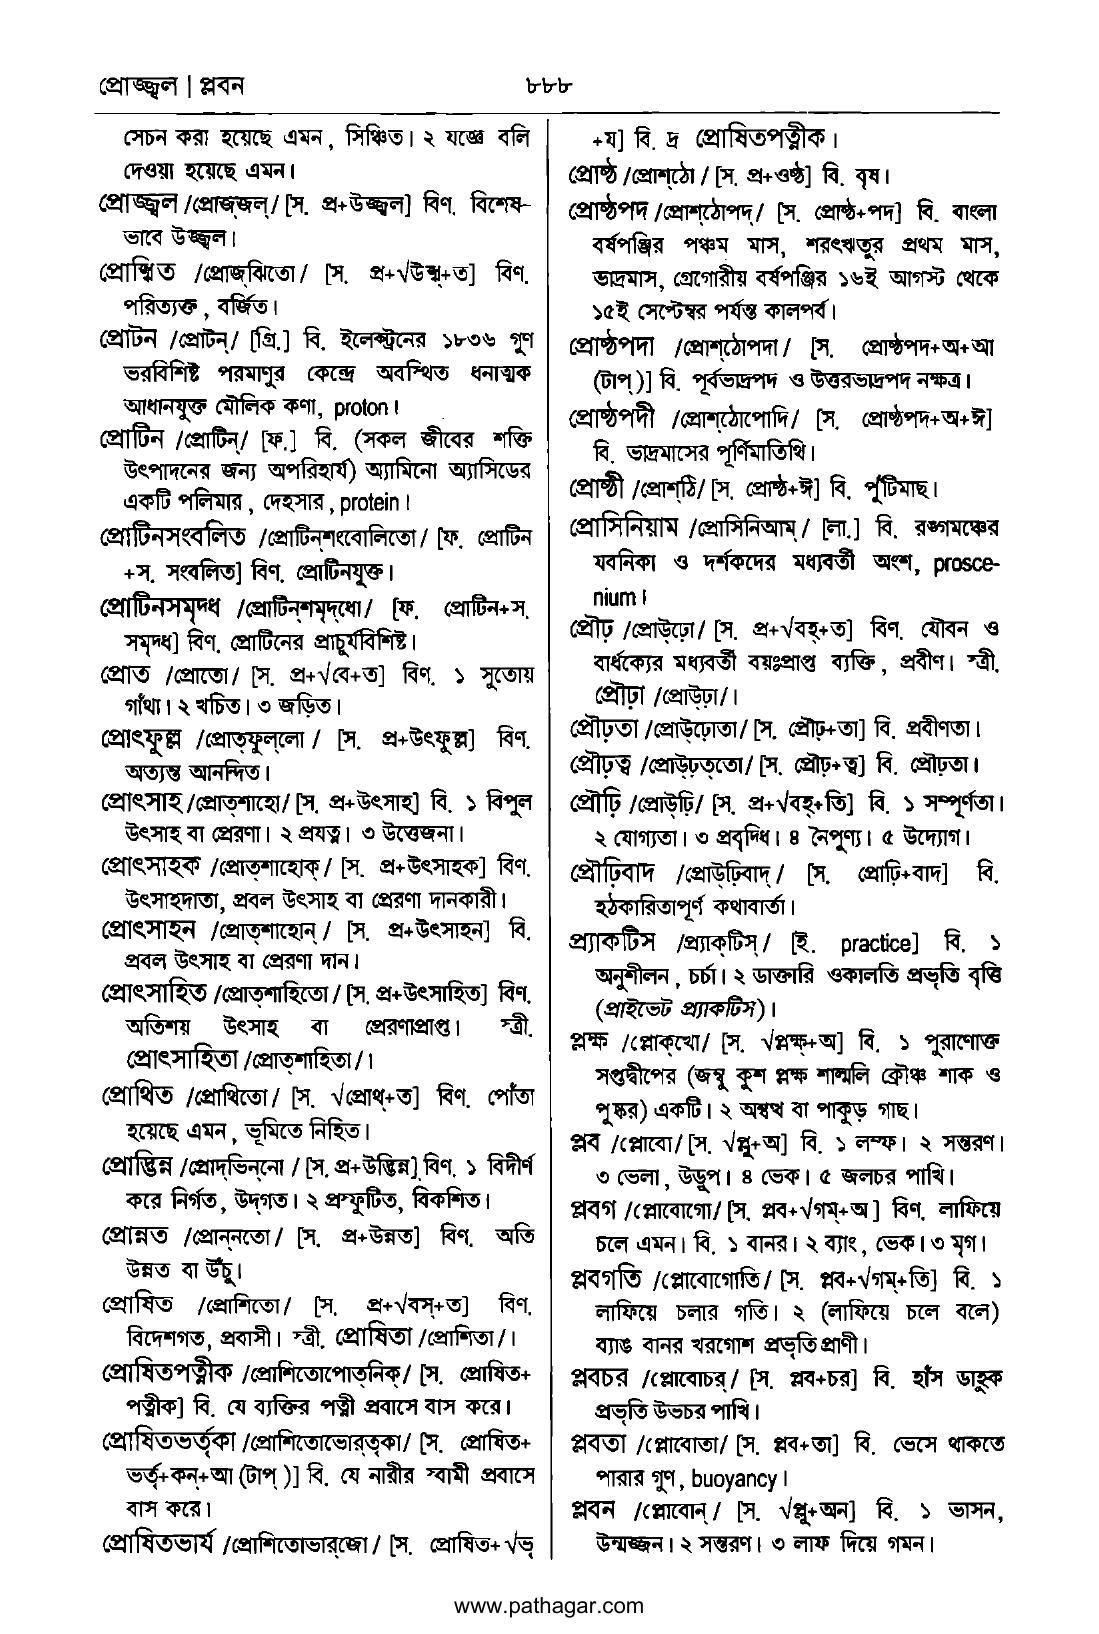 প্রোজ্জ্বল | প্লবন
৮৮৮
সেচন করা হয়েছে এমন, সিঞ্চিত। ২ যজ্ঞে বলি
দেওয়া হয়েছে এমন।
প্রোজ্জ্বল /প্রোজ্‌জল্‌/ [স. প্র+উজ্জ্বল] বিণ. বিশেষ-
ভাবে উজ্জ্বল।
প্রোজ্ঝিত /প্রোজ্‌ঝিতো/ [স. প্র+√উজ্ঝ্‌+ত] বিণ.
পরিত্যক্ত, বর্জিত।
প্রোটন /প্রোটন্‌/ [গ্রি.] বি. ইলেক্ট্রনের ১৮৩৬ গুণ
ভরবিশিষ্ট পরমাণুর কেন্দ্রে অবস্থিত ধনাত্মক
আধানযুক্ত মৌলিক কণা, proton।
প্রোটিন /প্রোটিন্‌/ [ফ.] বি. (সকল জীবের শক্তি
উৎপাদনের জন্য অপরিহার্য) অ্যামিনো অ্যাসিডের
একটি পলিমার, দেহসার, protein।
প্রোটিনসংবলিত /প্রোটিন্‌শংবোলিতো/ [ফ. প্রোটিন
+স. সংবলিত] বিণ. প্রোটিনযুক্ত।
প্রোটিনসমৃদ্ধ /প্রোটিন্‌শমৃদ্‌ধো/ [ফ. প্রোটিন+স.
সমৃদ্ধ] বিণ. প্রোটিনের প্রাচুর্যবিশিষ্ট।
প্রোত /প্রোতো/ [স. প্র+√বে+ত] বিণ. ১ সুতোয়
গাঁথা। ২ খচিত। ৩ জড়িত।
প্রোৎফুল্ল /প্রোত্‌ফুল্‌লো/ [স. প্র+উৎফুল্ল] বিণ.
অত্যন্ত আনন্দিত।
প্রোৎসাহ /প্রোত্‌শাহো/ [স. প্র+উৎসাহ] বি. ১ বিপুল
উৎসাহ বা প্রেরণা। ২ প্রযত্ন। ৩ উত্তেজনা।
প্রোৎসাহক /প্রোত্‌শাহোক্‌/ [স. প্র+উৎসাহক] বিণ.
উৎসাহদাতা, প্রবল উৎসাহ বা প্রেরণা দানকারী।
প্রোৎসাহন /প্রোত্‌শাহোন্‌/ [স. প্র+উৎসাহন] বি.
প্রবল উৎসাহ বা প্রেরণা দান।
প্রোৎসাহিত /প্রোত্‌শাহিতো/ [স. প্র+উৎসাহিত] বিণ.
অতিশয় উৎসাহ বা প্রেরণাপ্রাপ্ত। স্ত্রী.
প্রোৎসাহিতা /প্রোত্‌শাহিতা/।
প্রোথিত /প্রোথিতো/ [স. √প্রোথ্‌+ত] বিণ. পোঁতা
হয়েছে এমন, ভূমিতে নিহিত।
প্রোদ্ভিন্ন /প্রোদ্‌ভিন্‌নো/ [স. প্র+উদ্ভিন্ন] বিণ. ১ বিদীর্ণ
করে নির্গত, উদ্‌গত। ২ প্রস্ফুটিত, বিকশিত।
প্রোন্নত /প্রোন্‌নতো/ [স. প্র+উন্নত] বিণ. অতি
উন্নত বা উঁচু।
প্রোষিত /প্রোশিতো/ [স. প্র+√বস্‌+ত] বিণ.
বিদেশগত, প্রবাসী। স্ত্রী. প্রোষিতা /প্রোশিতা/।
প্রোষিতপত্নীক /প্রোশিতোপোত্‌নিক্‌/ [স. প্রোষিত+
পত্নীক] বি. যে ব্যক্তির পত্নী প্রবাসে বাস করে।
প্রোষিতভর্তৃকা /প্রোশিতোভোর্‌তৃকা/ [স. প্রোষিত+
ভর্তৃ+কন্‌+আ (টাপ্‌)] বি. যে নারীর স্বামী প্রবাসে
বাস করে।
প্রোষিতভার্য /প্রোশিতোভার্‌জো/ [স. প্রোষিত+√ভৃ
+য] বি. দ্র প্রোষিতপত্নীক।
প্রোষ্ঠ /প্রোশ্‌ঠো/ [স. প্র+ওষ্ঠ] বি. বৃষ।
প্রোষ্ঠপদ /প্রোশ্‌ঠোপদ্‌/ [স. প্রোষ্ঠ+পদ] বি. বাংলা
বর্ষপঞ্জির পঞ্চম মাস, শরৎঋতুর প্রথম মাস,
ভাদ্রমাস, গ্রেগোরীয় বর্ষপঞ্জির ১৬ই আগস্ট থেকে
১৫ই সেপ্টেম্বর পর্যন্ত কালপর্ব।
প্রোষ্ঠপদা /প্রোশ্‌ঠোপদা/ [স. প্রোষ্ঠপদ+অ+আ
(টাপ্‌)] বি. পূর্বভাদ্রপদ ও উত্তরভাদ্রপদ নক্ষত্র।
প্রোষ্ঠপদী /প্রোশ্‌ঠোপোদি/ [স. প্রোষ্ঠপদ+অ+ঈ]
বি. ভাদ্রমাসের পূর্ণিমাতিথি।
প্রোষ্ঠী /প্রোশ্‌ঠি/ [স. প্রোষ্ঠ+ঈ] বি. পুঁটিমাছ।
প্রোসিনিয়াম /প্রোসিনিআম্‌/ [লা.] বি. রঙ্গমঞ্চের
যবনিকা ও দর্শকদের মধ্যবর্তী অংশ, prosce-
nium।
প্রৌঢ় /প্রোউ্‌ঢ়ো/ [স. প্র+√বহ্‌+ত] বিণ. যৌবন ও
বার্ধক্যের মধ্যবর্তী বয়ঃপ্রাপ্ত ব্যক্তি, প্রবীণ। স্ত্রী.
প্রৌঢ়া /প্রোউ্‌ঢ়া/।
প্রৌঢ়তা /প্রোউ্‌ঢ়োতা/ [স. প্রৌঢ়+তা] বি. প্রবীণতা।
প্রৌঢ়ত্ব /প্রোউ্‌ঢ়ত্‌তো/ [স. প্রৌঢ়+ত্ব] বি. প্রৌঢ়তা।
প্রৌঢ়ি /প্রোউ্‌ঢ়ি/ [স. প্র+√বহ্‌+তি] বি. ১ সম্পূর্ণতা।
২ যোগ্যতা। ৩ প্রবৃদ্ধি। ৪ নৈপুণ্য। ৫ উদ্যোগ।
প্রৌঢ়িবাদ /প্রোউ্‌ঢ়িবাদ্‌/ [স. প্রোঢ়ি+বাদ] বি.
হঠকারিতাপূর্ণ কথাবার্তা।
প্র্যাকটিস /প্র্যাক্‌টিস্‌/ [ই. practice] বি. ১
অনুশীলন, চর্চা। ২ ডাক্তারি ওকালতি প্রভৃতি বৃত্তি
(প্রাইভেট প্র্যাকটিস)।
প্লক্ষ /প্লোক্‌খো/ [স. √প্লক্ষ্‌+অ] বি. ১ পুরাণোক্ত
সপ্তদ্বীপের (জম্বু কুশ প্লক্ষ শাল্মলি ক্রৌঞ্চ শাক ও
পুষ্কর) একটি। ২ অশ্বত্থ বা পাকুড় গাছ।
প্লব /প্লোবো/ [স. √প্লু+অ] বি. ১ লম্ফ। ২ সন্তরণ।
৩ ভেলা, উড়ুপ। ৪ ভেক। ৫ জলচর পাখি।
প্লবগ /প্লোবোগো/ [স. প্লব+√গম্‌+অ] বিণ. লাফিয়ে
চলে এমন। বি. ১ বানর। ২ ব্যাং, ভেক। ৩ মৃগ।
প্লবগতি /প্লোবোগোতি/ [স. প্লব+√গম্‌+তি] বি. ১
লাফিয়ে চলার গতি। ২ (লাফিয়ে চলে বলে)
ব্যাঙ বানর খরগোশ প্রভৃতি প্রাণী।
প্লবচর /প্লোবোচর্‌/ [স. প্লব+চর] বি. হাঁস ডাহুক
প্রভৃতি উভচর পাখি।
প্লবতা /প্লোবোতা/ [স. প্লব+তা] বি. ভেসে থাকতে
পারার গুণ, buoyancy।
প্লবন /প্লোবোন্‌/ [স. √প্লু+অন] বি. ১ ভাসন,
উন্মজ্জন। ২ সন্তরণ। ৩ লাফ দিয়ে গমন।
www.pathagar.com